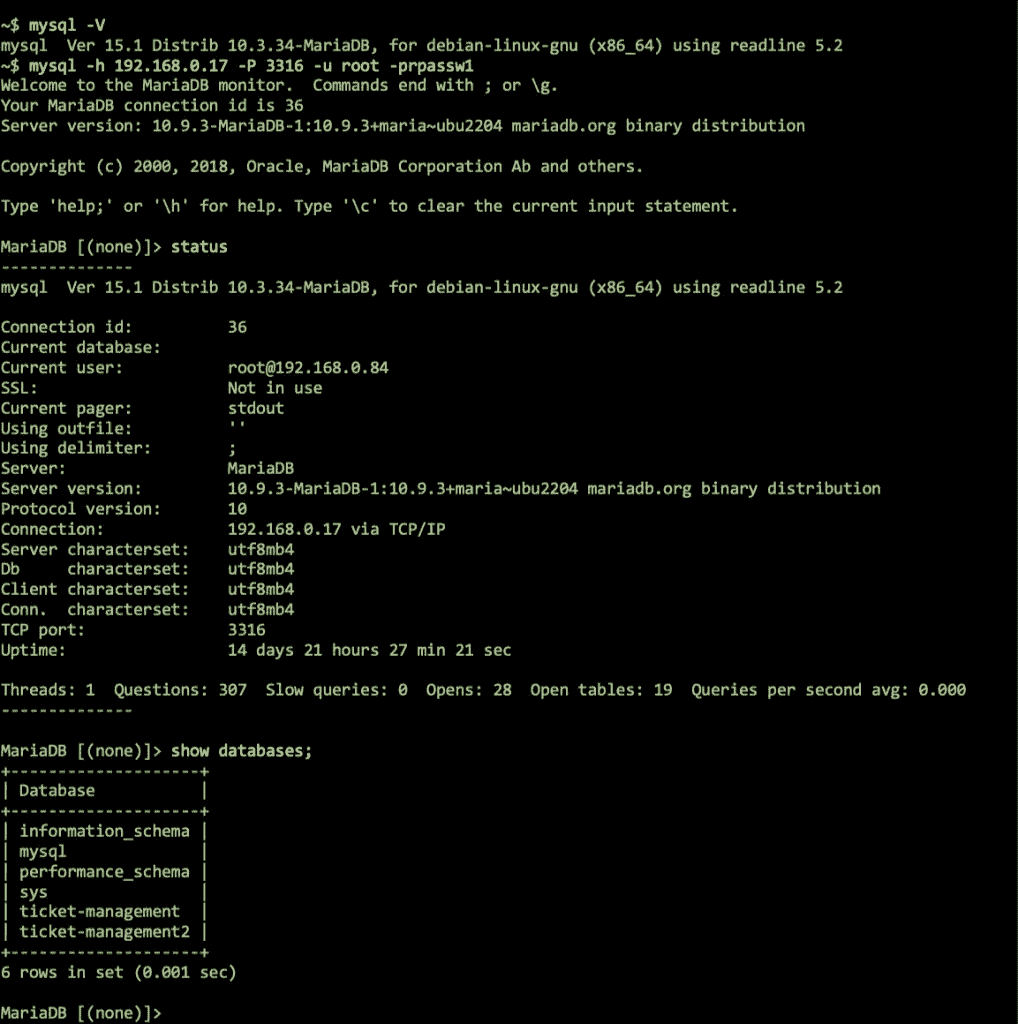 ~$ mysql -V
mysql  Ver 15.1 Distrib 10.3.34-MariaDB, for debian-linux-gnu (x86_64) using readline 5.2
~$ mysql -h 192.168.0.17 -P 3316 -u root -prpassw1
Welcome to the MariaDB monitor.  Commands end with ; or \g.
Your MariaDB connection id is 36
Server version: 10.9.3-MariaDB-1:10.9.3+maria~ubu2204 mariadb.org binary distribution

Copyright (c) 2000, 2018, Oracle, MariaDB Corporation Ab and others.

Type 'help;' or '\h' for help. Type '\c' to clear the current input statement.

MariaDB [(none)]> status
--------------
mysql  Ver 15.1 Distrib 10.3.34-MariaDB, for debian-linux-gnu (x86_64) using readline 5.2

Connection id:          36
Current database:
Current user:           root@192.168.0.84
SSL:                    Not in use
Current pager:          stdout
Using outfile:          ''
Using delimiter:        ;
Server:                 MariaDB
Server version:         10.9.3-MariaDB-1:10.9.3+maria~ubu2204 mariadb.org binary distribution
Protocol version:       10
Connection:             192.168.0.17 via TCP/IP
Server characterset:    utf8mb4
Db     characterset:    utf8mb4
Client characterset:    utf8mb4
Conn.  characterset:    utf8mb4
TCP port:               3316
Uptime:                 14 days 21 hours 27 min 21 sec

Threads: 1  Questions: 307  Slow queries: 0  Opens: 28  Open tables: 19  Queries per second avg: 0.000
--------------

MariaDB [(none)]> show databases;
+--------------------+
| Database           |
+--------------------+
| information_schema |
| mysql              |
| performance_schema |
| sys                |
| ticket-management  |
| ticket-management2 |
+--------------------+
6 rows in set (0.001 sec)

MariaDB [(none)]>